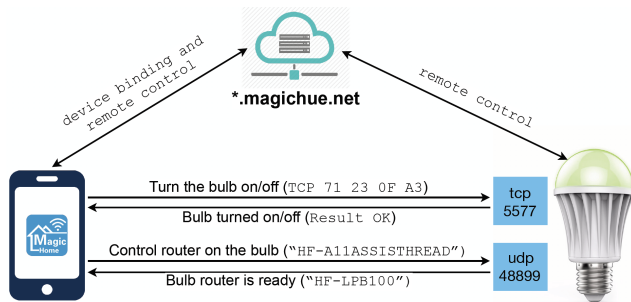 *.magichue.net
device binding and
remote control
remote control
Turn the bulb on/off (TCP 71 23 0F A3)
Bulb turned on/off (Result OK)
tcp
5577
Magic
Home
Control router on the bulb ("HF-A11ASSISTHREAD")
Bulb router is ready ("HF-LPB100")
udp
48899